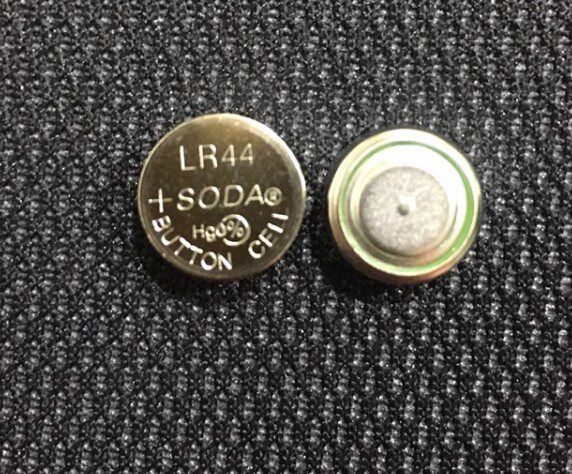 LR44
+SODA®
Hg0%
BUTTON CELL